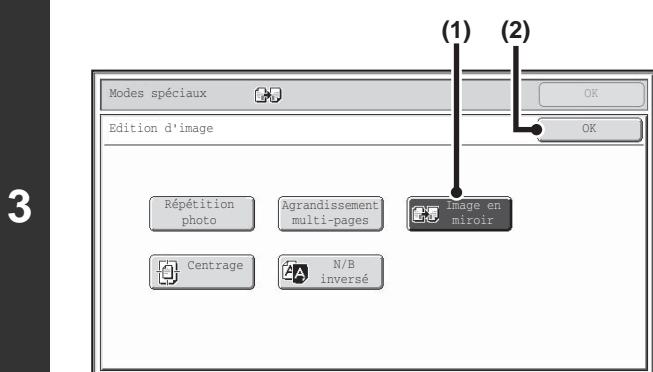 (1) (2)
Modes spéciaux OK
Edition d'image OK
3
Répétition
photo
Agrandissement
multi-pages
Image en
miroir
Centrage
N/B
inversé